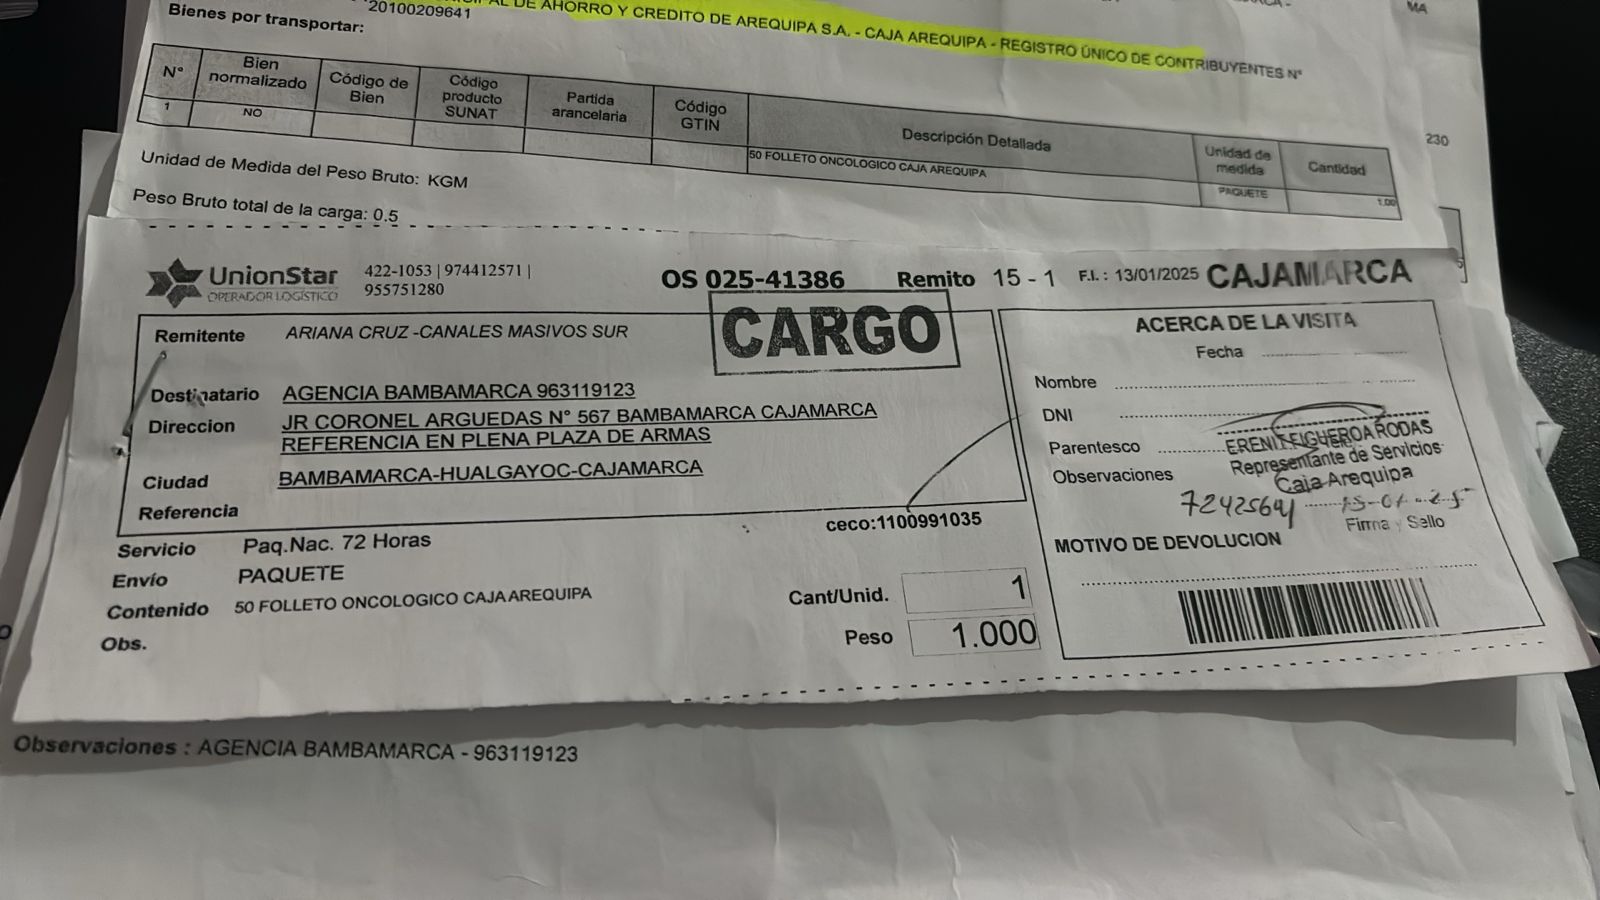 AL DE AHORRO Y CREDITO DE AREQUIPA S.A. - CAJA AREQUIPA - REGISTRO ÚNICO DE CONTRIBUYENTES N°
20100209641
MA
Bienes por transportar:
N° Bien normalizado Código de Bien Código producto SUNAT Partida arancelaria Código GTIN Descripción Detallada Unidad de medida Cantidad
1 NO 50 FOLLETO ONCOLOGICO CAJA AREQUIPA PAQUETE 1.00
230
Unidad de Medida del Peso Bruto: KGM
Peso Bruto total de la carga: 0.5
UnionStar
OPERADOR LOGÍSTICO
422-1053 | 974412571 |
955751280
OS 025-41386 Remito 15 - 1 F.I.: 13/01/2025 CAJAMARCA
CARGO
Remitente ARIANA CRUZ -CANALES MASIVOS SUR
Destinatario AGENCIA BAMBAMARCA 963119123
Direccion JR CORONEL ARGUEDAS N° 567 BAMBAMARCA CAJAMARCA
REFERENCIA EN PLENA PLAZA DE ARMAS
Ciudad BAMBAMARCA-HUALGAYOC-CAJAMARCA
Referencia
ceco:1100991035
Servicio Paq.Nac. 72 Horas
Envío PAQUETE
Contenido 50 FOLLETO ONCOLOGICO CAJA AREQUIPA
Obs.
Cant/Unid. 1
Peso 1.000
ACERCA DE LA VISITA
Fecha
Nombre
DNI
Parentesco
Observaciones
FIGUEROA RODAS
Representante de Servicios
Caja Arequipa
Firma y Sello
MOTIVO DE DEVOLUCION
Observaciones : AGENCIA BAMBAMARCA - 963119123